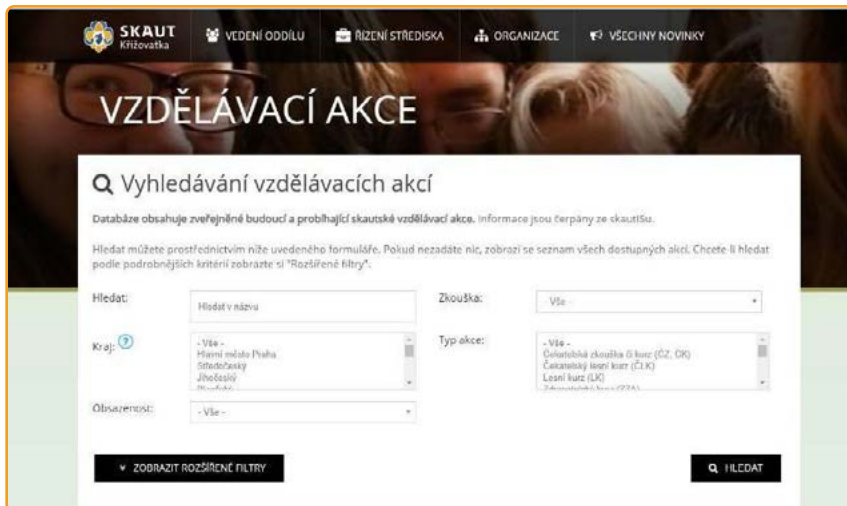 SKAUT
Křižovatka
VEDENÍ ODDÍLU
ŘÍZENÍ STŘEDISKA
ORGANIZACE
VŠECHNY NOVINKY
VZDĚLÁVACÍ AKCE
Vyhledávání vzdělávacích akcí
Databáze obsahuje zveřejněné budoucí a probíhající skautské vzdělávací akce. Informace jsou čerpány ze skautISu.
Hledat můžete prostřednictvím níže uvedeného formuláře. Pokud nezadáte nic, zobrazí se seznam všech dostupných akcí. Chcete-li hledat
podle podrobnějších kritérií zobrazte si "Rozšířené filtry".
Hledat:
Hledat v názvu
Zkouška:
- Vše -
Kraj: ?
- Vše -
Hlavní město Praha
Středočeský
Jihočeský
Plzeňský
Typ akce:
- Vše -
Čekatelská zkouška či kurz (ČZ, ČK)
Čekatelský lesní kurz (ČLK)
Lesní kurz (LK)
Obsazenost:
- Vše -
ZOBRAZIT ROZŠÍŘENÉ FILTRY
HLEDAT